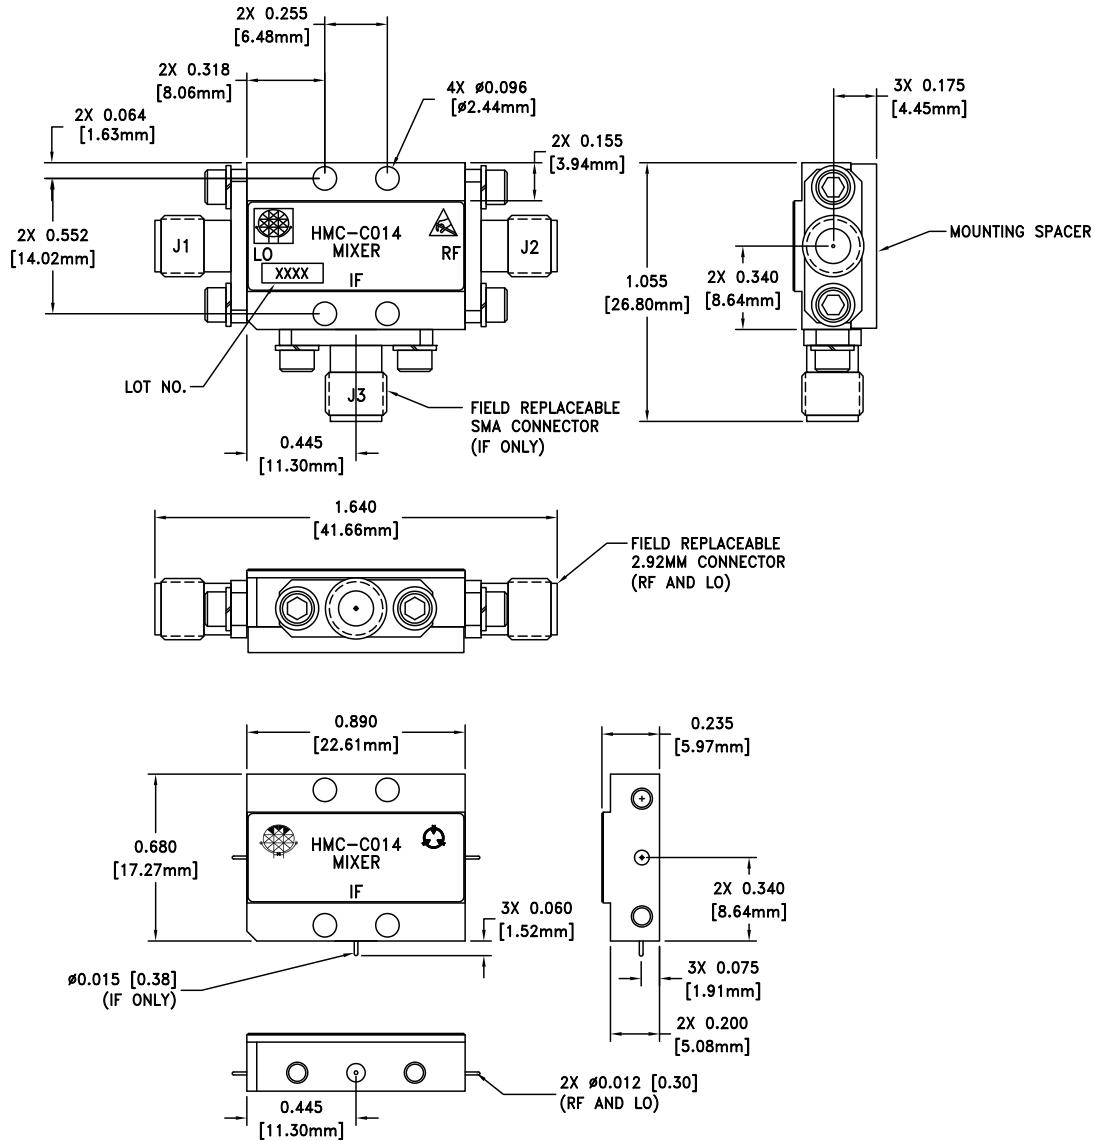 2X 0.255
[6.48mm]
2X 0.318
[8.06mm]
4X ø0.096
[ø2.44mm]
3X 0.175
[4.45mm]
2X 0.064
[1.63mm]
2X 0.155
[3.94mm]
2X 0.552
[14.02mm]
J1
HMC-C014
MIXER
LO
RF
XXXX
IF
J2
MOUNTING SPACER
1.055
[26.80mm]
2X 0.340
[8.64mm]
LOT NO.
J3
FIELD REPLACEABLE
SMA CONNECTOR
(IF ONLY)
0.445
[11.30mm]
1.640
[41.66mm]
FIELD REPLACEABLE
2.92MM CONNECTOR
(RF AND LO)
0.890
[22.61mm]
0.235
[5.97mm]
0.680
[17.27mm]
HMC-C014
MIXER
IF
3X 0.060
[1.52mm]
2X 0.340
[8.64mm]
ø0.015 [0.38]
(IF ONLY)
3X 0.075
[1.91mm]
2X 0.200
[5.08mm]
2X ø0.012 [0.30]
(RF AND LO)
0.445
[11.30mm]